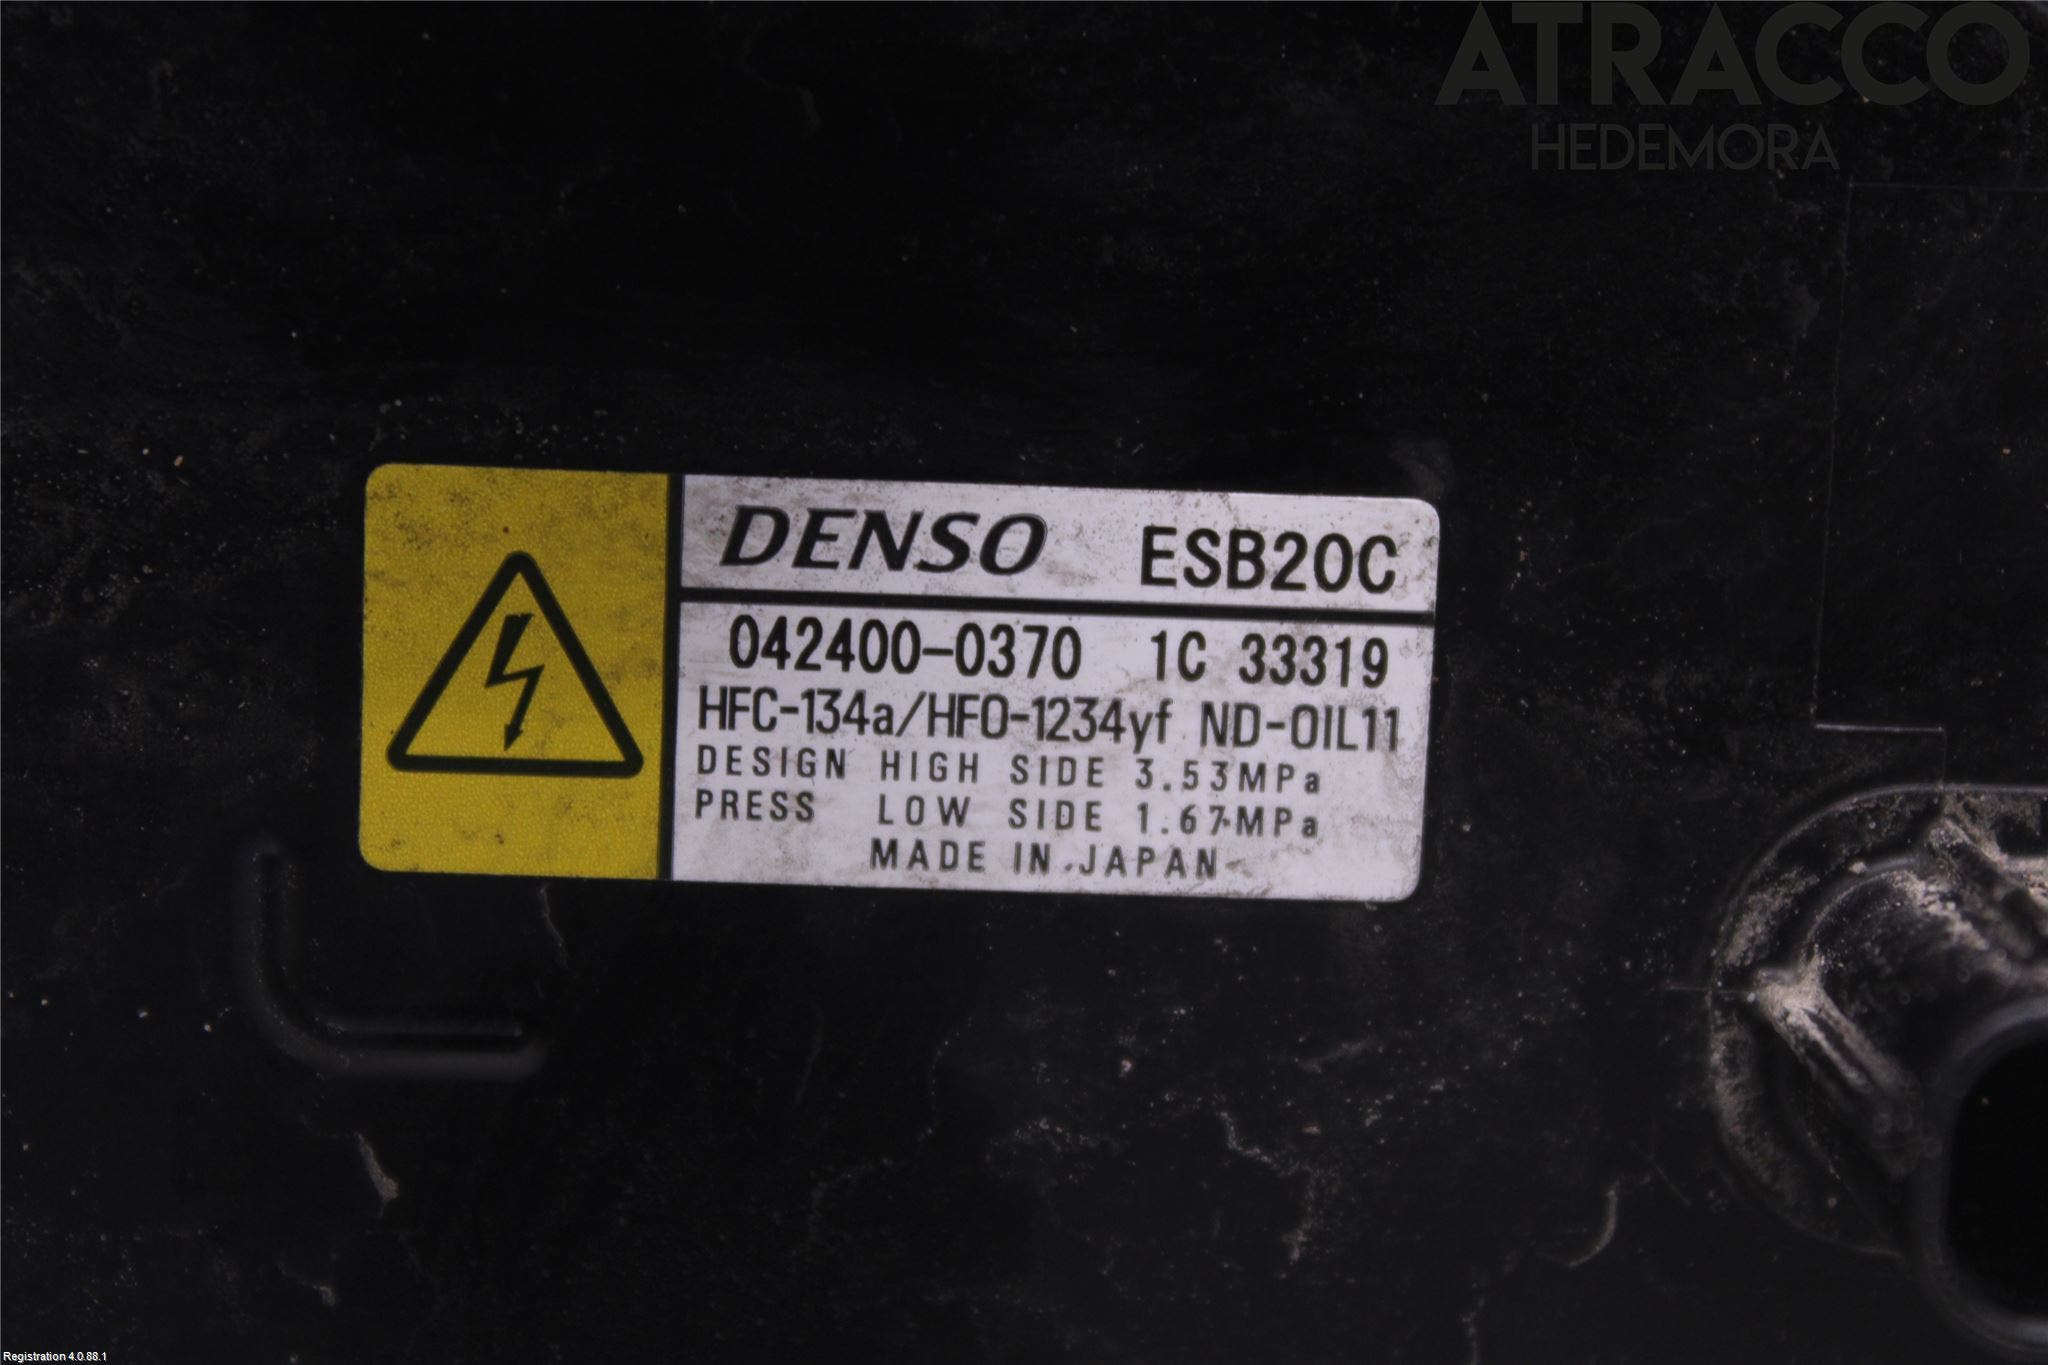 ATRACCO
HEDEMORA
DENSO ESB20C
042400-0370 1C 33319
HFC-134a/HFO-1234yf ND-OIL11
DESIGN HIGH SIDE 3.53MPa
PRESS LOW SIDE 1.67MPa
MADE IN JAPAN
Registration 4.0.88.1